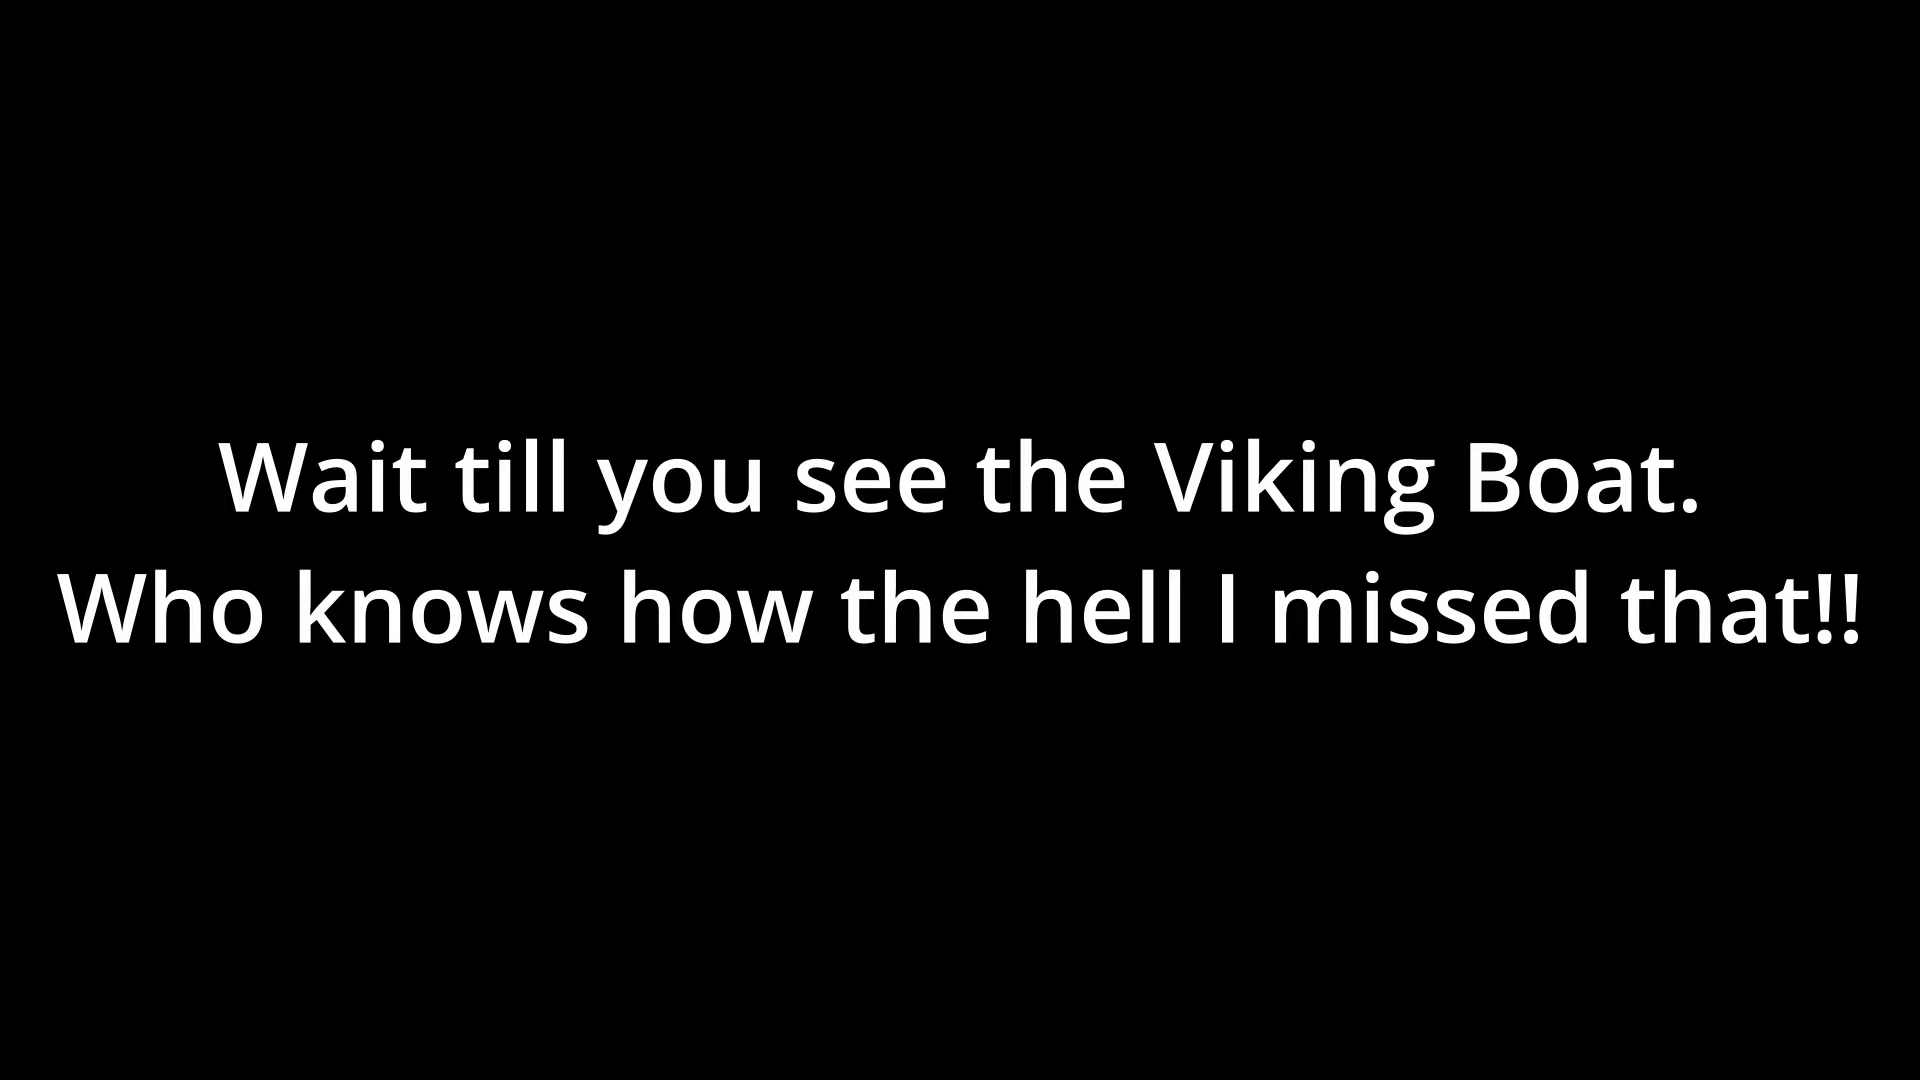 Wait till you see the Viking Boat.
Who knows how the hell I missed that!!